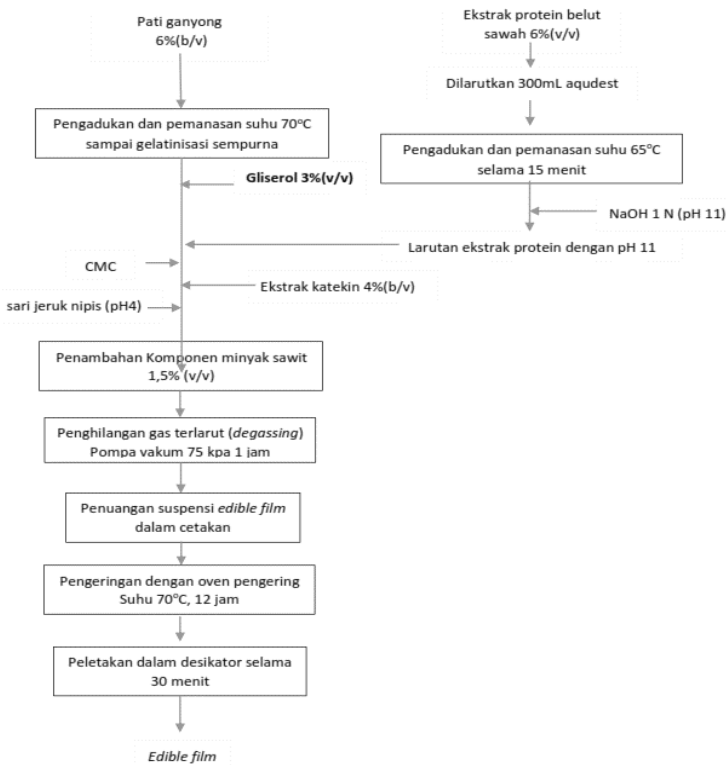 Pati ganyong
6%(b/v)
Ekstrak protein belut
sawah 6%(v/v)
Dilarutkan 300mL aqudest
Pengadukan dan pemanasan suhu 70°C
sampai gelatinisasi sempurna
Pengadukan dan pemanasan suhu 65°C
selama 15 menit
Gliserol 3%(v/v)
NaOH 1 N (pH 11)
Larutan ekstrak protein dengan pH 11
CMC
Ekstrak katekin 4%(b/v)
sari jeruk nipis (pH4)
Penambahan Komponen minyak sawit
1,5% (v/v)
Penghilangan gas terlarut (degassing)
Pompa vakum 75 kpa 1 jam
Penuangan suspensi edible film
dalam cetakan
Pengeringan dengan oven pengering
Suhu 70°C, 12 jam
Peletakan dalam desikator selama
30 menit
Edible film